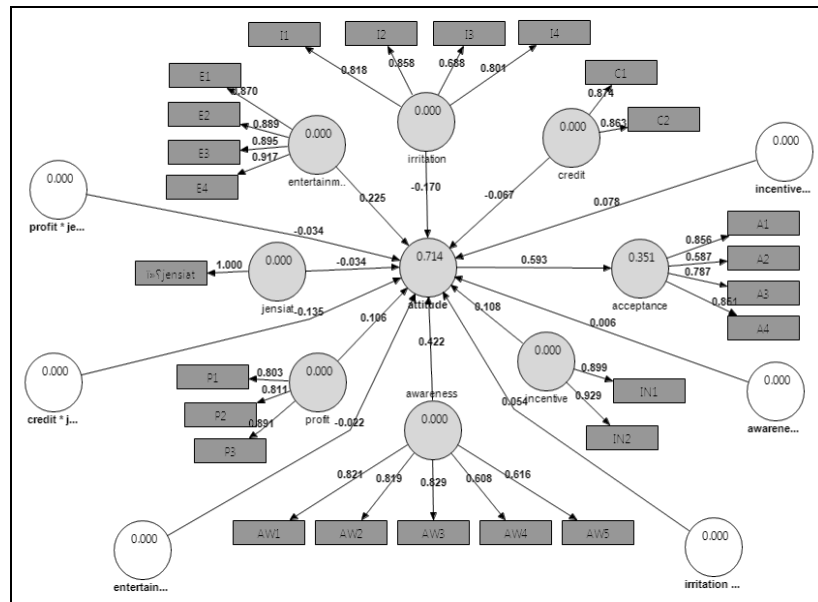 I1
I2
I3
I4
0.818
0.858
0.688
0.801
0.000
irritation
-0.170
E1
E2
E3
E4
0.870
0.889
0.895
0.917
0.000
entertainm..
0.225
C1
C2
0.874
0.863
0.000
credit
-0.067
0.000
incentive...
0.078
0.000
profit * je...
-0.034
jensiat
1.000
0.000
jensiat
-0.034
0.714
attitude
0.593
0.351
acceptance
0.856
0.587
0.787
0.861
A1
A2
A3
A4
0.000
credit * j...
-0.135
P1
P2
P3
0.803
0.811
0.891
0.000
profit
0.106
0.422
awareness
0.000
0.821
0.819
0.829
0.608
0.616
AW1
AW2
AW3
AW4
AW5
0.108
0.000
incentive
0.899
0.929
IN1
IN2
0.006
0.000
awarene...
-0.022
0.000
entertain...
0.054
0.000
irritation ...